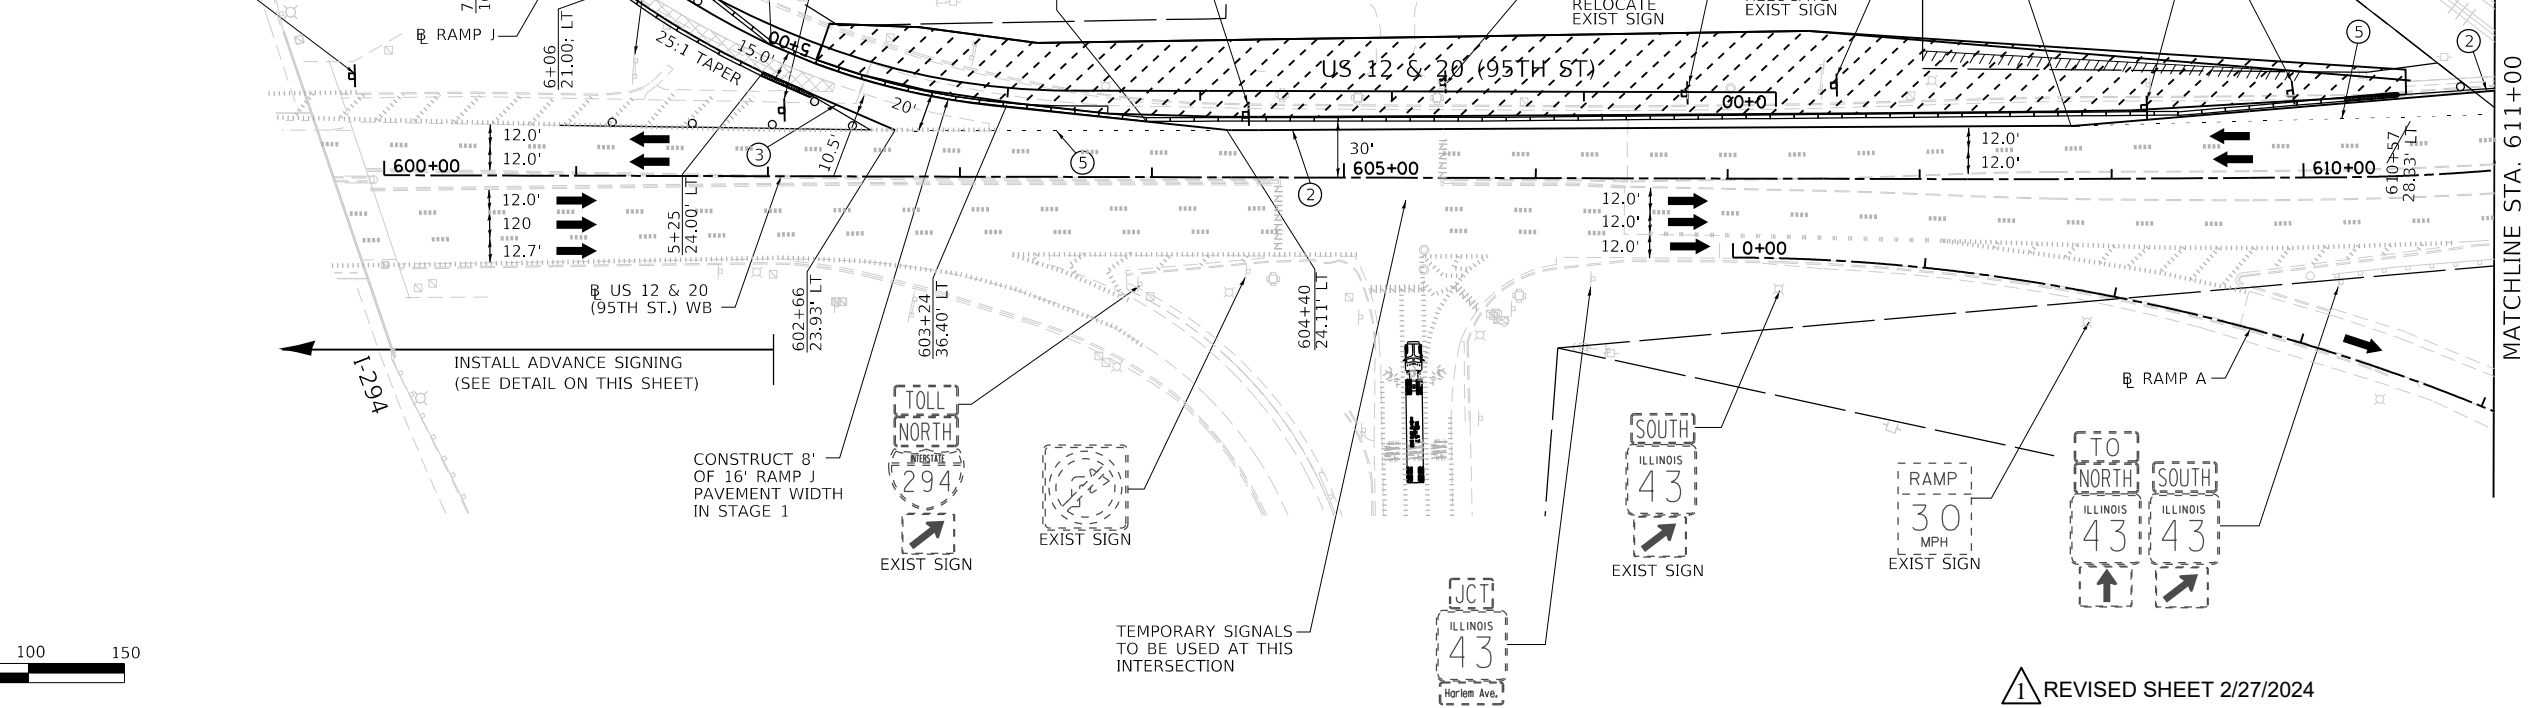 RELOCATE
EXIST SIGN
EXIST SIGN
℄ RAMP J
6+06
21.00; LT
25:1 TAPER
15.0'
5+00
20'
US 12 & 20 (95TH ST)
0+00
5
2
MATCHLINE STA. 611+00
12.0'
12.0'
600+00
3
10.5'
5
30'
605+00
2
12.0'
12.0'
610+00
610+57
28.33' LT
12.0'
120
12.7'
5+25
24.00' LT
12.0'
12.0'
12.0'
0+00
℄ US 12 & 20
(95TH ST.) WB
602+66
23.93' LT
603+24
36.40' LT
604+40
24.11' LT
INSTALL ADVANCE SIGNING
(SEE DETAIL ON THIS SHEET)
I-294
℄ RAMP A
CONSTRUCT 8'
OF 16' RAMP J
PAVEMENT WIDTH
IN STAGE 1
TOLL
NORTH
INTERSTATE
294
EXIST SIGN
EXIST SIGN
SOUTH
ILLINOIS
43
EXIST SIGN
RAMP
30
MPH
EXIST SIGN
TO
NORTH
ILLINOIS
43
SOUTH
ILLINOIS
43
JCT
ILLINOIS
43
Harlem Ave.
TEMPORARY SIGNALS
TO BE USED AT THIS
INTERSECTION
100 150
1 REVISED SHEET 2/27/2024